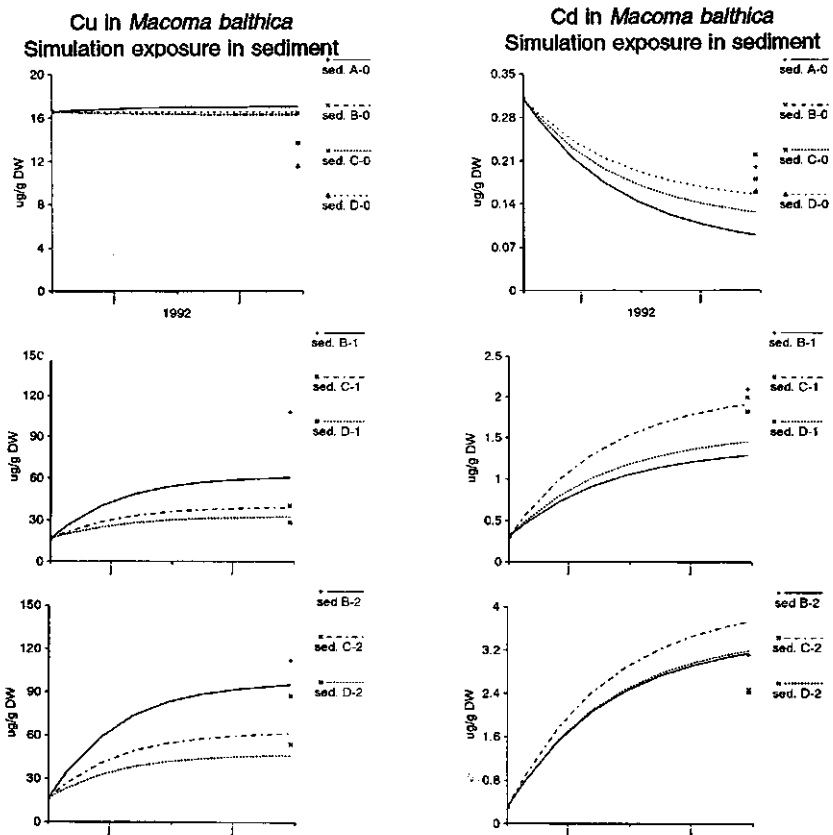 Cu in Macoma balthica
Simulation exposure in sediment
ug/g DW
20
16
12
8
4
0
1992
sed. A-0
sed. B-0
sed. C-0
sed. D-0
Cd in Macoma balthica
Simulation exposure in sediment
ug/g DW
0.35
0.28
0.21
0.14
0.07
0
1992
sed. A-0
sed. B-0
sed. C-0
sed. D-0
ug/g DW
150
120
90
60
30
0
sed. B-1
sed. C-1
sed. D-1
ug/g DW
2.5
2
1.5
1
0.5
0
sed. B-1
sed. C-1
sed. D-1
ug/g DW
150
120
90
60
30
0
sed B-2
sed. C-2
sed. D-2
ug/g DW
4
3.2
2.4
1.6
0.8
0
sed B-2
sed. C-2
sed. D-2